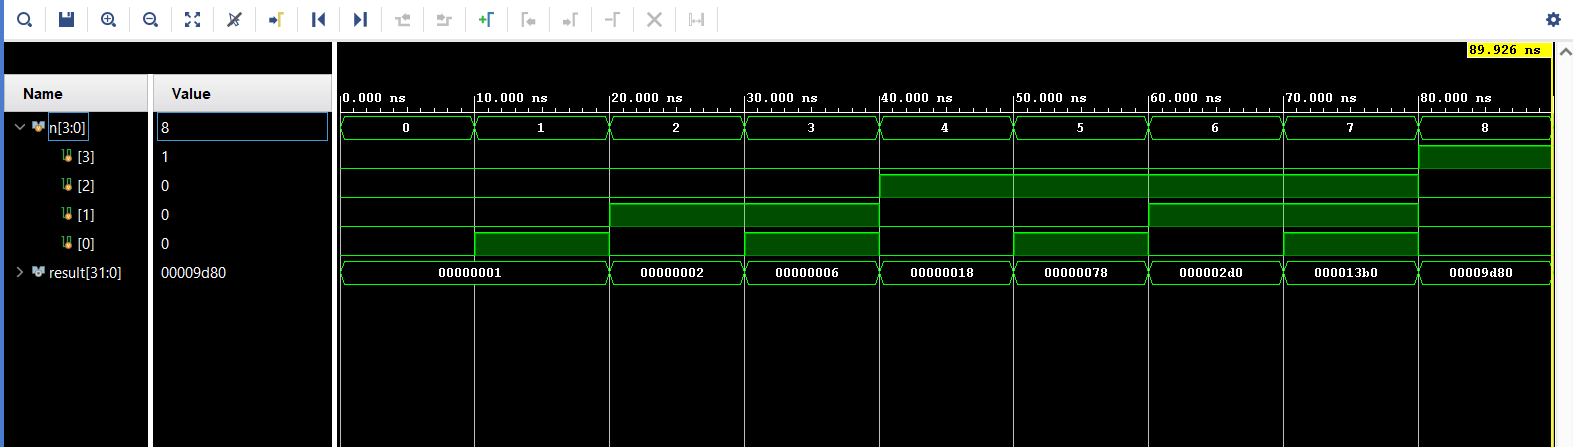 89.926 ns
Name Value
0.000 ns 10.000 ns 20.000 ns 30.000 ns 40.000 ns 50.000 ns 60.000 ns 70.000 ns 80.000 ns
n[3:0] 8 0 1 2 3 4 5 6 7 8
[3] 1
[2] 0
[1] 0
[0] 0
result[31:0] 00009d80 00000001 00000002 00000006 00000018 00000078 000002d0 000013b0 00009d80